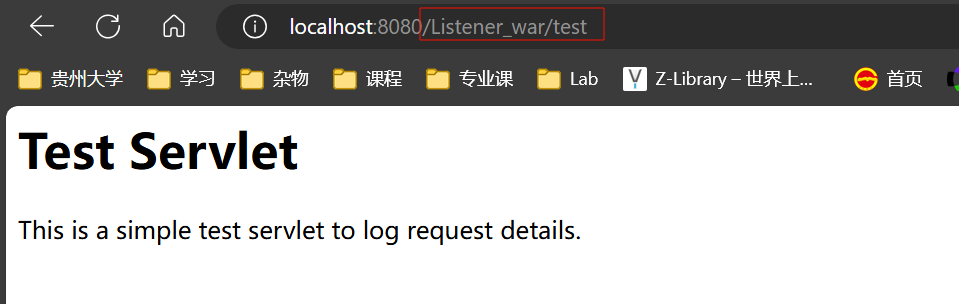 localhost:8080/Listener_war/test
贵州大学 学习 杂物 课程 专业课 Lab Z-Library – 世界上... 首页
Test Servlet
This is a simple test servlet to log request details.